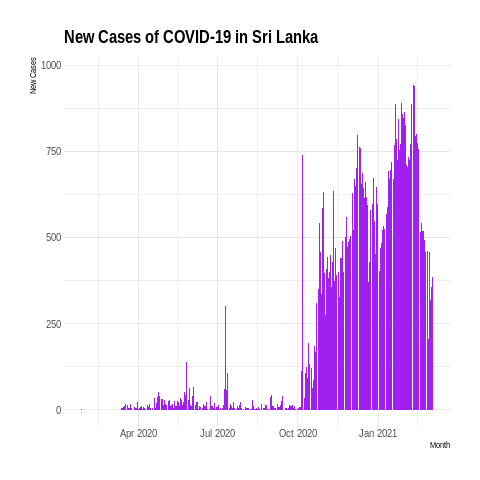 New Cases of COVID-19 in Sri Lanka
New Cases
1000
750
500
250
0
Apr 2020 Jul 2020 Oct 2020 Jan 2021
Month